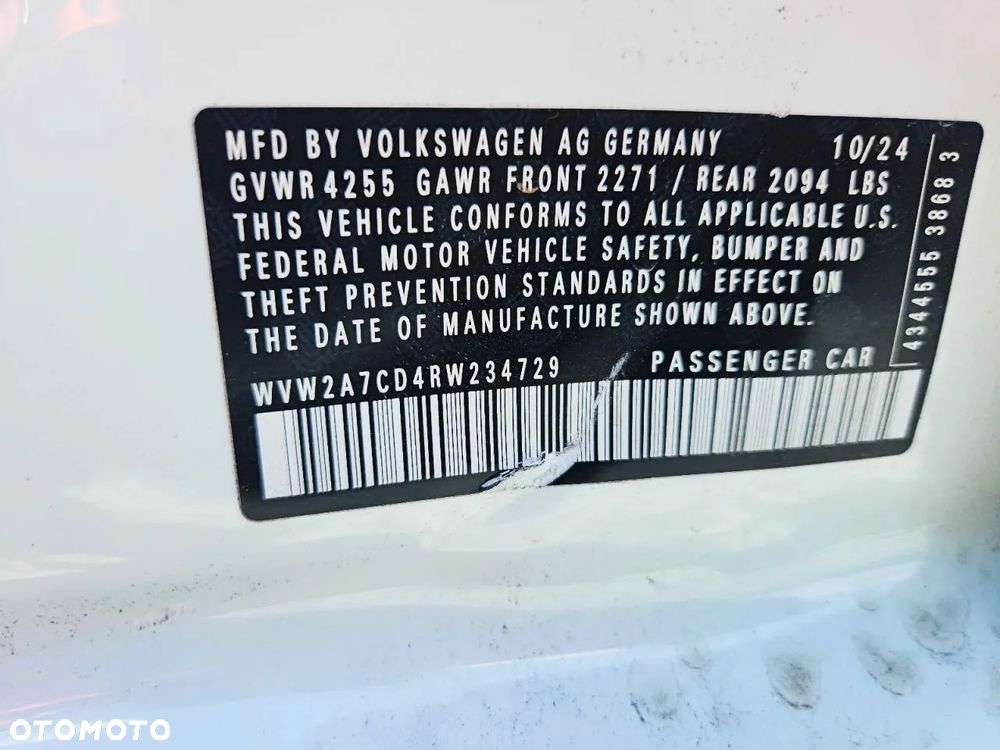 MFD BY VOLKSWAGEN AG GERMANY 10/24
GVWR 4255 GAWR FRONT 2271 / REAR 2094 LBS
THIS VEHICLE CONFORMS TO ALL APPLICABLE U.S.
FEDERAL MOTOR VEHICLE SAFETY, BUMPER AND
THEFT PREVENTION STANDARDS IN EFFECT ON
THE DATE OF MANUFACTURE SHOWN ABOVE.
WVW2A7CD4RW234729 PASSENGER CAR
434555 3868 3
OTOMOTO